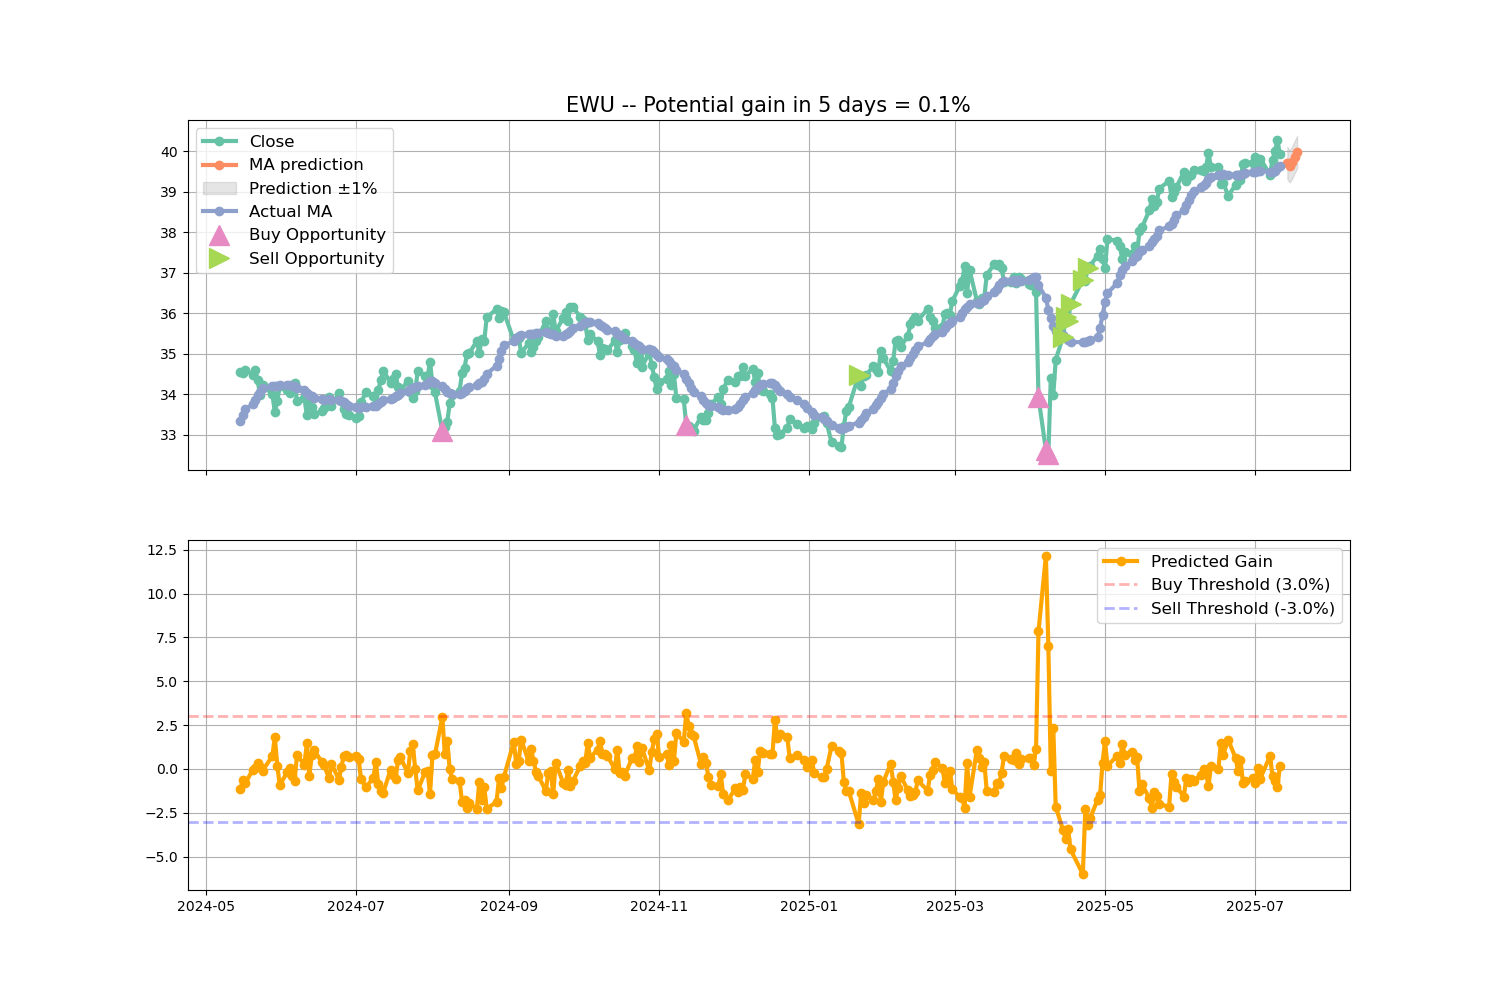 EWU -- Potential gain in 5 days = 0.1%
Close
MA prediction
Prediction ±1%
Actual MA
Buy Opportunity
Sell Opportunity
40
39
38
37
36
35
34
33
Predicted Gain
Buy Threshold (3.0%)
Sell Threshold (-3.0%)
12.5
10.0
7.5
5.0
2.5
0.0
−2.5
−5.0
2024-05
2024-07
2024-09
2024-11
2025-01
2025-03
2025-05
2025-07